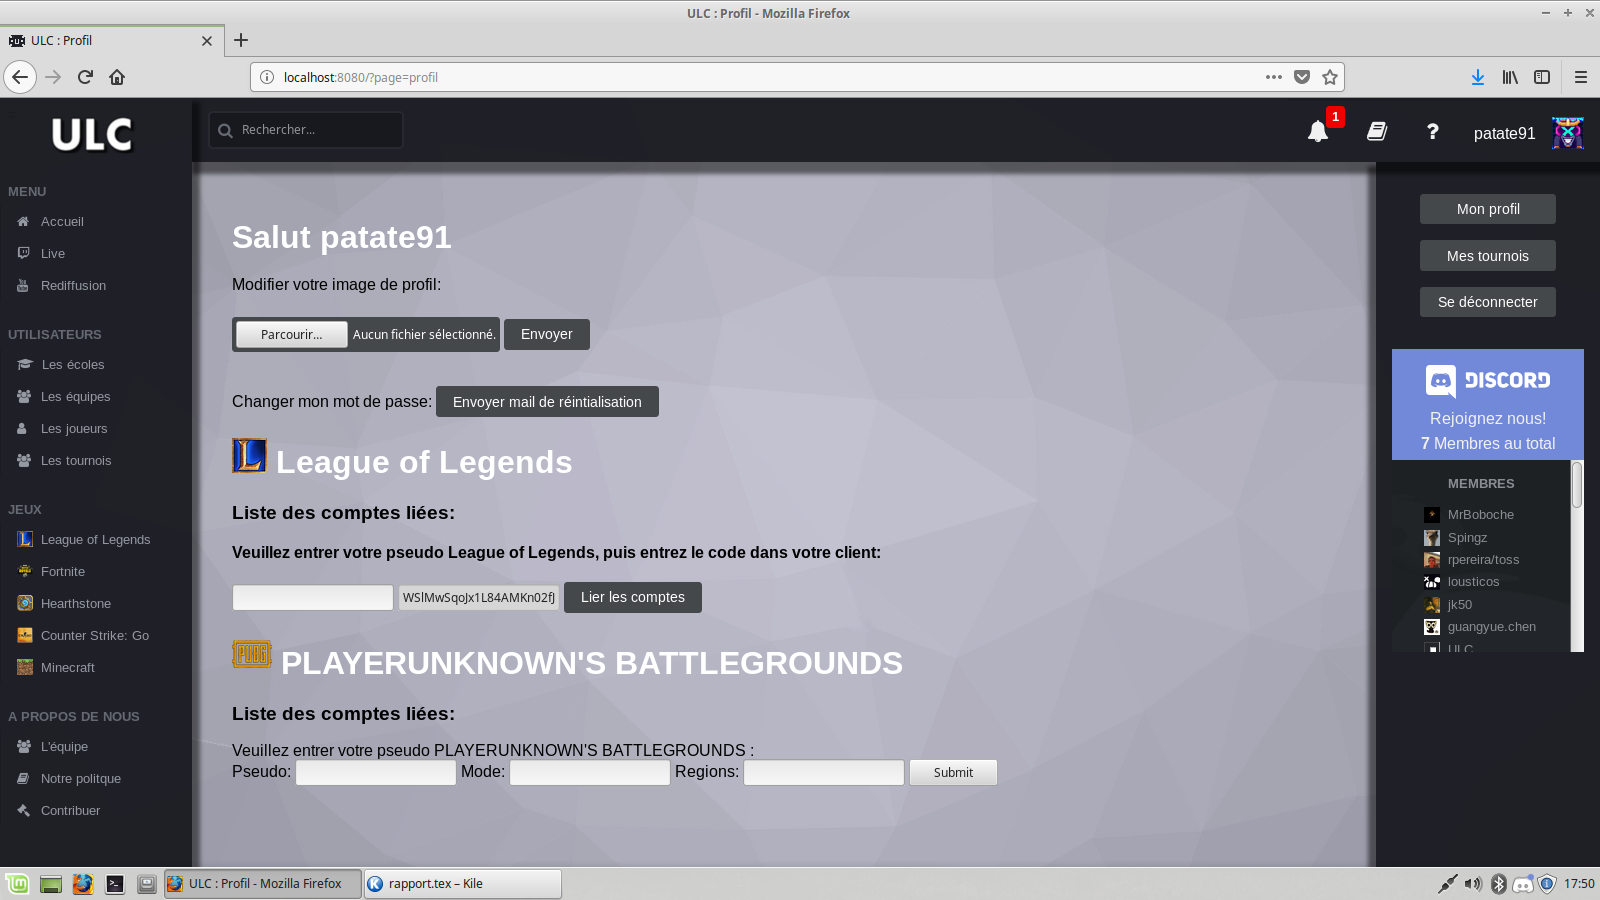 ULC : Profil - Mozilla Firefox
ULC : Profil
localhost:8080/?page=profil
ULC
Rechercher...
1
?
patate91
MENU
Accueil
Live
Rediffusion
UTILISATEURS
Les écoles
Les équipes
Les joueurs
Les tournois
JEUX
League of Legends
Fortnite
Hearthstone
Counter Strike: Go
Minecraft
A PROPOS DE NOUS
L'équipe
Notre politque
Contribuer
Salut patate91
Modifier votre image de profil:
Parcourir... Aucun fichier sélectionné. Envoyer
Changer mon mot de passe: Envoyer mail de réintialisation
L League of Legends
Liste des comptes liées:
Veuillez entrer votre pseudo League of Legends, puis entrez le code dans votre client:
WSlMwSqoJx1L84AMKn02fJ Lier les comptes
PUBG PLAYERUNKNOWN'S BATTLEGROUNDS
Liste des comptes liées:
Veuillez entrer votre pseudo PLAYERUNKNOWN'S BATTLEGROUNDS :
Pseudo: Mode: Regions: Submit
Mon profil
Mes tournois
Se déconnecter
DISCORD
Rejoignez nous!
7 Membres au total
MEMBRES
MrBoboche
Spingz
rpereira/toss
lousticos
jk50
guangyue.chen
ULC
ULC : Profil - Mozilla Firefox
rapport.tex – Kile
17:50